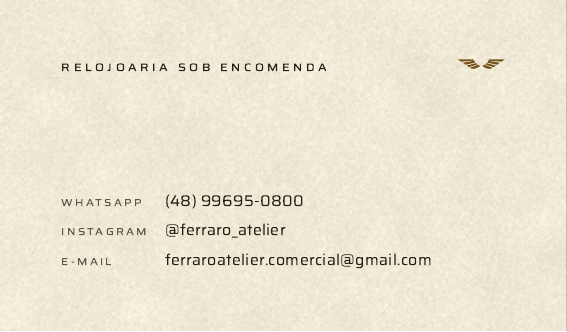 RELOJOARIA SOB ENCOMENDA
WHATSAPP (48) 99695-0800
INSTAGRAM @ferraro_atelier
E-MAIL ferraroatelier.comercial@gmail.com